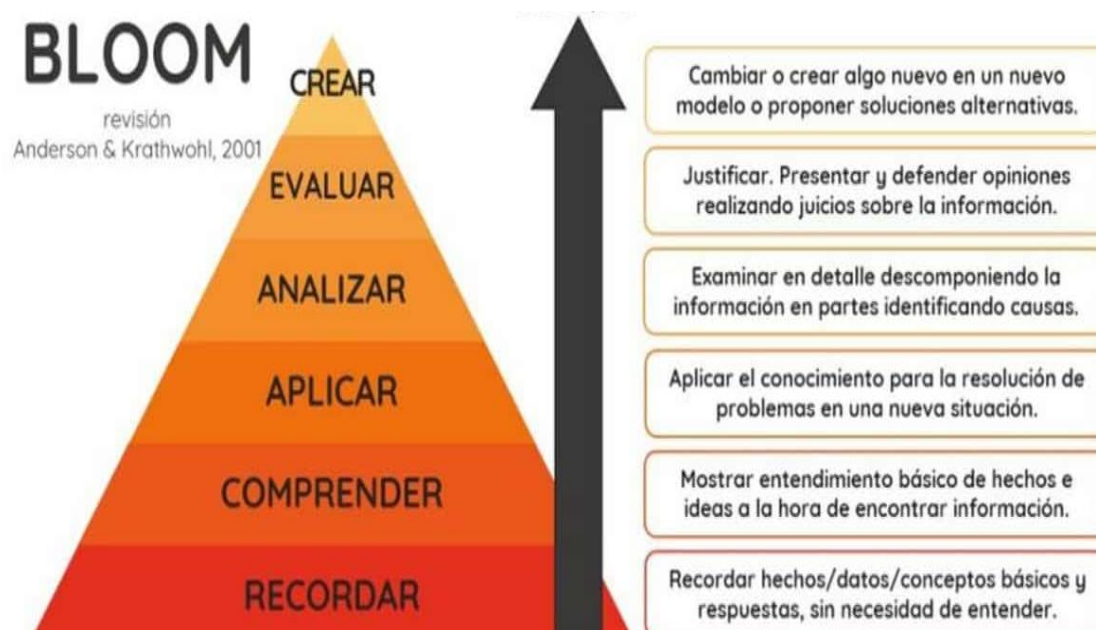 BLOOM
revisión
Anderson & Krathwohl, 2001
CREAR
EVALUAR
ANALIZAR
APLICAR
COMPRENDER
RECORDAR
Cambiar o crear algo nuevo en un nuevo
modelo o proponer soluciones alternativas.
Justificar. Presentar y defender opiniones
realizando juicios sobre la información.
Examinar en detalle descomponiendo la
información en partes identificando causas.
Aplicar el conocimiento para la resolución de
problemas en una nueva situación.
Mostrar entendimiento básico de hechos e
ideas a la hora de encontrar información.
Recordar hechos/datos/conceptos básicos y
respuestas, sin necesidad de entender.